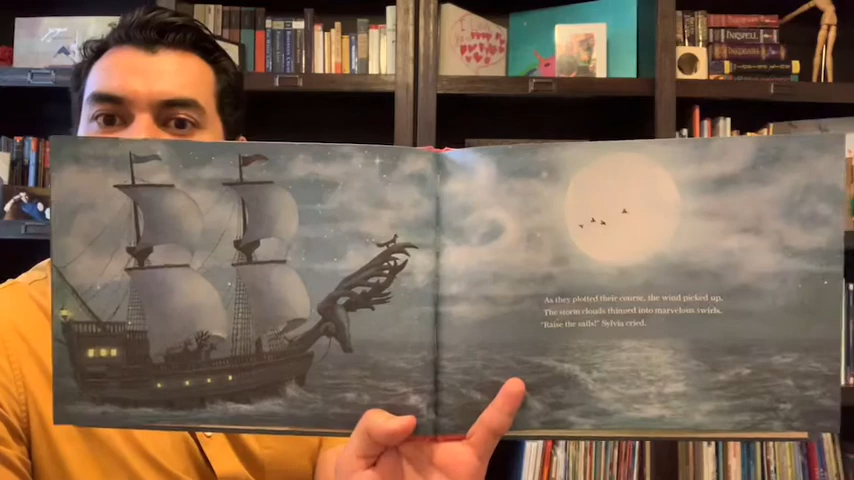 INKSPELL
As they plotted their course, the wind picked up.
The storm clouds thinned into marvelous swirls.
"Raise the sails!" Sylvia cried.